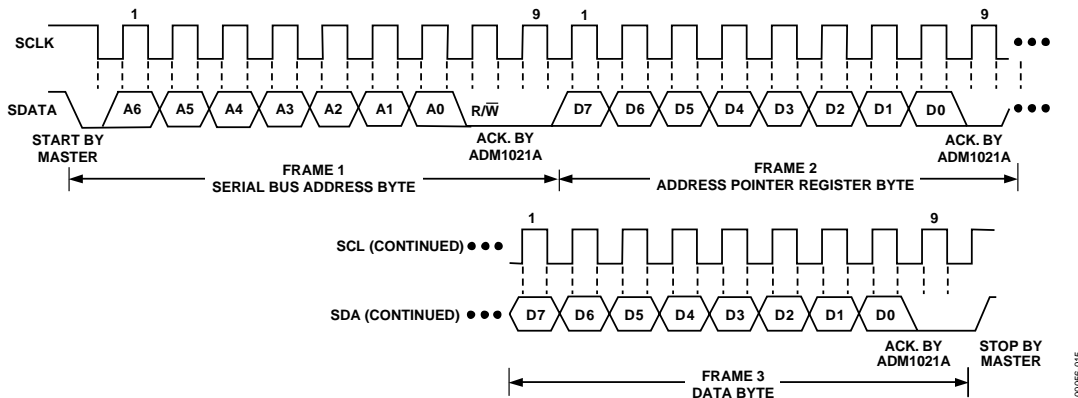 1 9 1 9
SCLK
SDATA A6 A5 A4 A3 A2 A1 A0 R/W̅ D7 D6 D5 D4 D3 D2 D1 D0
START BY MASTER
ACK. BY ADM1021A
ACK. BY ADM1021A
FRAME 1
SERIAL BUS ADDRESS BYTE
FRAME 2
ADDRESS POINTER REGISTER BYTE
1 9
SCL (CONTINUED)
SDA (CONTINUED) D7 D6 D5 D4 D3 D2 D1 D0
ACK. BY ADM1021A
STOP BY MASTER
FRAME 3
DATA BYTE
00056-015